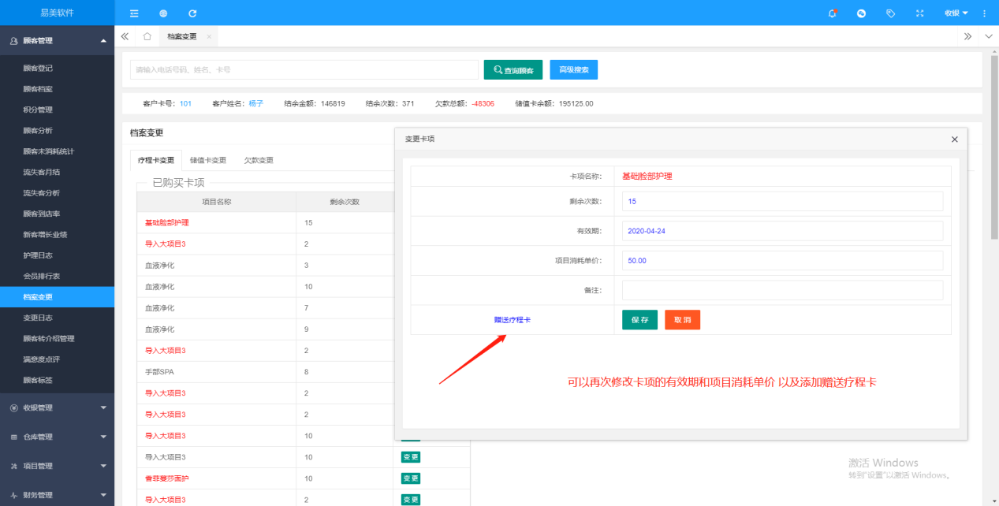 易美软件
收银
顾客管理
档案变更
顾客登记
顾客档案
积分管理
顾客分析
顾客未消耗统计
流失客月结
流失客分析
顾客到店率
新客增长业绩
护理日志
会员排行表
档案变更
变更日志
顾客转介绍管理
满意度点评
顾客标签
收银管理
仓库管理
项目管理
财务管理
请输入电话号码、姓名、卡号
查询顾客
高级搜索
客户卡号：101 客户姓名：杨子 结余金额：146819 结余次数：371 欠款总额：-48306 储值卡余额：195125.00
档案变更
疗程卡变更 储值卡变更 欠款变更
已购买卡项
项目名称 剩余次数
基础脸部护理 15
导入大项目3 2
血液净化 3
血液净化 10
血液净化 7
血液净化 9
导入大项目3 2
手部SPA 8
导入大项目3 2
导入大项目3 2
导入大项目3 10
导入大项目3 10 变更
香菲蔓莎面护 10 变更
导入大项目3 2 变更
变更卡项
卡项名称： 基础脸部护理
剩余次数： 15
有效期： 2020-04-24
项目消耗单价： 50.00
备注：
赠送疗程卡 保存 取消
可以再次修改卡项的有效期和项目消耗单价 以及添加赠送疗程卡
激活 Windows
转到"设置"以激活 Windows。